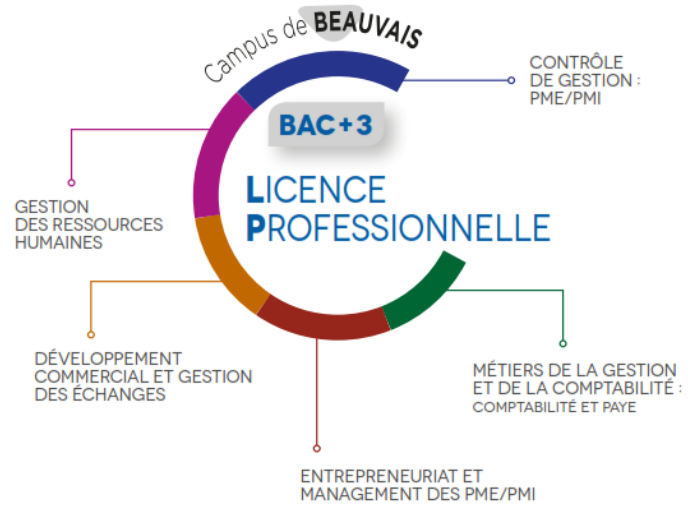 Campus de BEAUVAIS
CONTRÔLE
DE GESTION :
PME/PMI
BAC+3
LICENCE
PROFESSIONNELLE
GESTION
DES RESSOURCES
HUMAINES
DÉVELOPPEMENT
COMMERCIAL ET GESTION
DES ÉCHANGES
MÉTIERS DE LA GESTION
ET DE LA COMPTABILITÉ :
COMPTABILITÉ ET PAYE
ENTREPRENEURIAT ET
MANAGEMENT DES PME/PMI